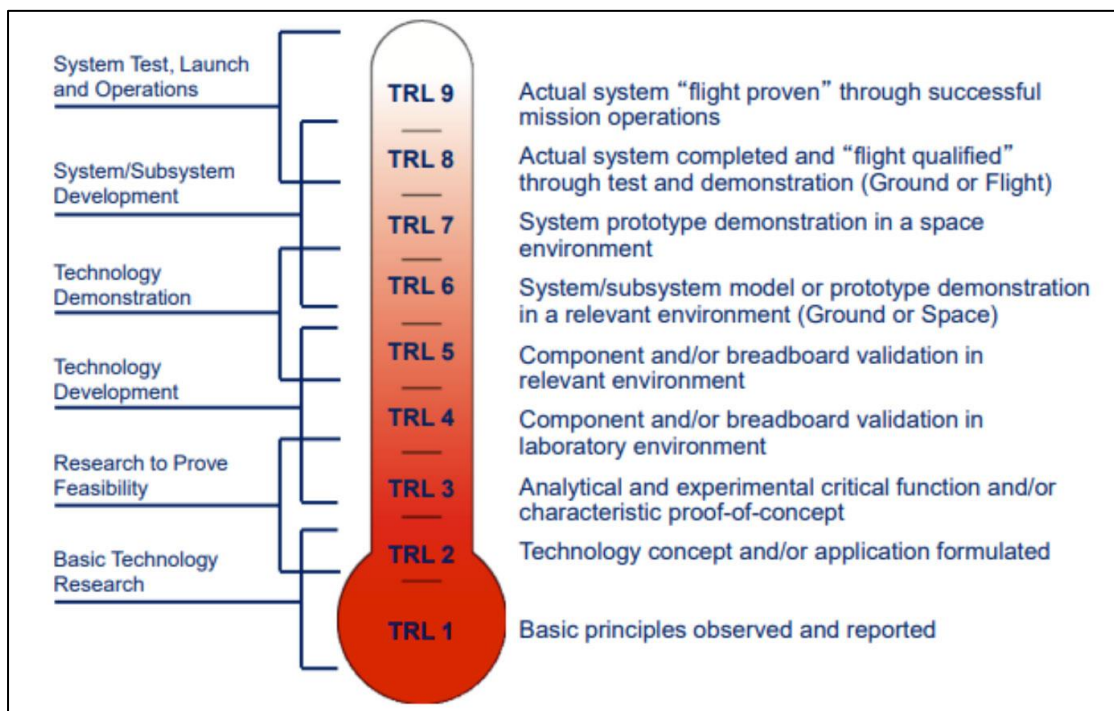 System Test, Launch
and Operations
System/Subsystem
Development
Technology
Demonstration
Technology
Development
Research to Prove
Feasibility
Basic Technology
Research
TRL 9
TRL 8
TRL 7
TRL 6
TRL 5
TRL 4
TRL 3
TRL 2
TRL 1
Actual system “flight proven” through successful
mission operations
Actual system completed and “flight qualified”
through test and demonstration (Ground or Flight)
System prototype demonstration in a space
environment
System/subsystem model or prototype demonstration
in a relevant environment (Ground or Space)
Component and/or breadboard validation in
relevant environment
Component and/or breadboard validation in
laboratory environment
Analytical and experimental critical function and/or
characteristic proof-of-concept
Technology concept and/or application formulated
Basic principles observed and reported